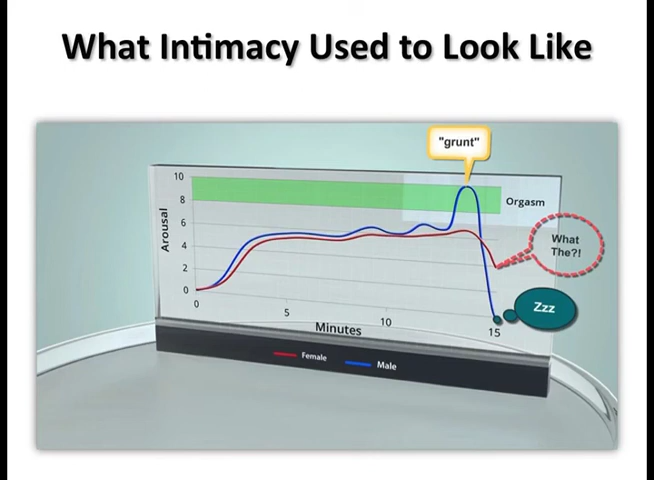 What Intimacy Used to Look Like
"grunt"
10
8
6
4
2
0
Arousal
Orgasm
What
The?!
Zzz
0
5
10
15
Minutes
Female
Male